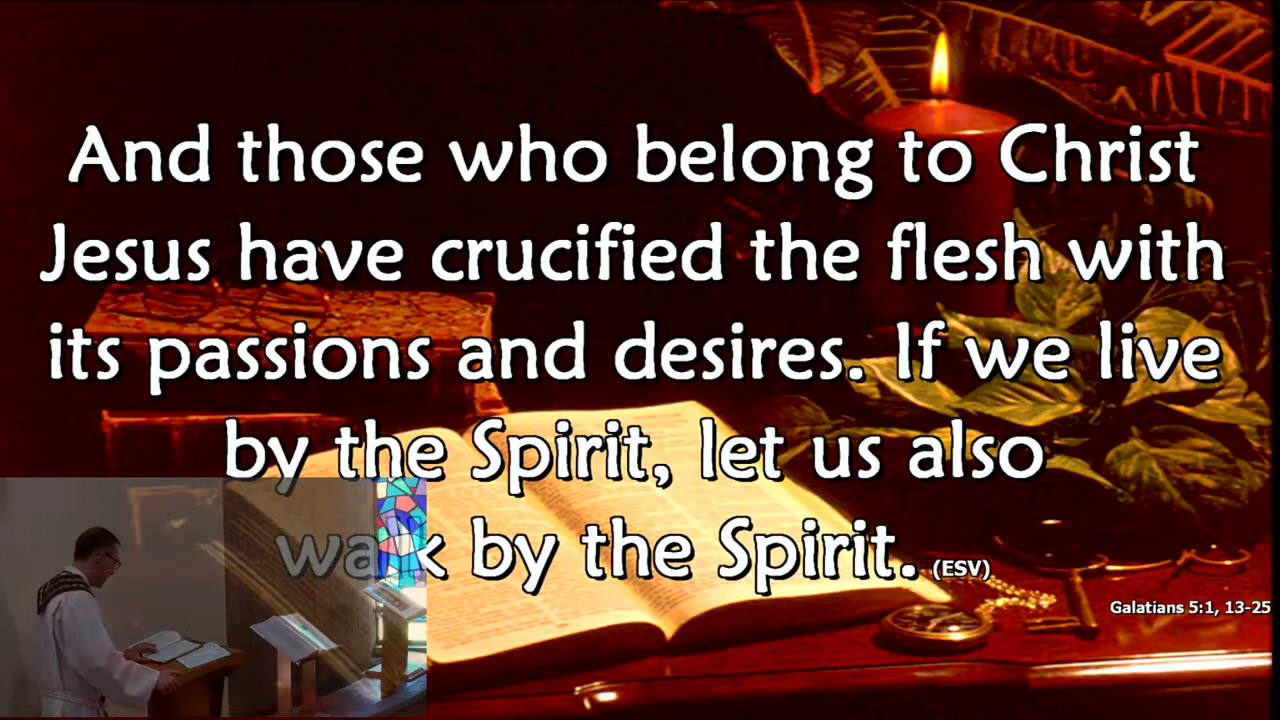 And those who belong to Christ
Jesus have crucified the flesh with
its passions and desires. If we live
by the Spirit, let us also
walk by the Spirit. (ESV)
Galatians 5:1, 13-25